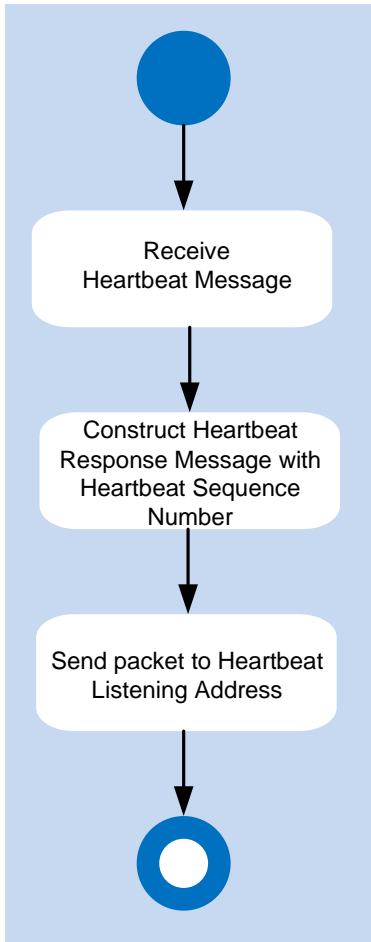 Receive
Heartbeat Message
Construct Heartbeat
Response Message with
Heartbeat Sequence
Number
Send packet to Heartbeat
Listening Address